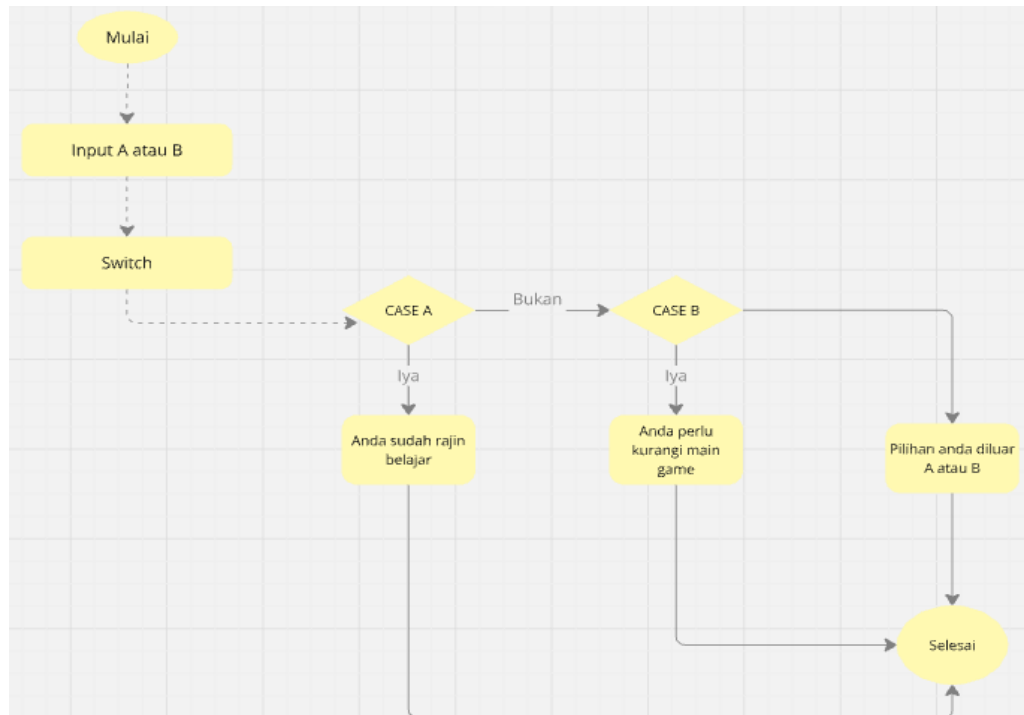 Mulai
Input A atau B
Switch
CASE A
Bukan
CASE B
Iya
Iya
Anda sudah rajin
belajar
Anda perlu
kurangi main
game
Pilihan anda diluar
A atau B
Selesai